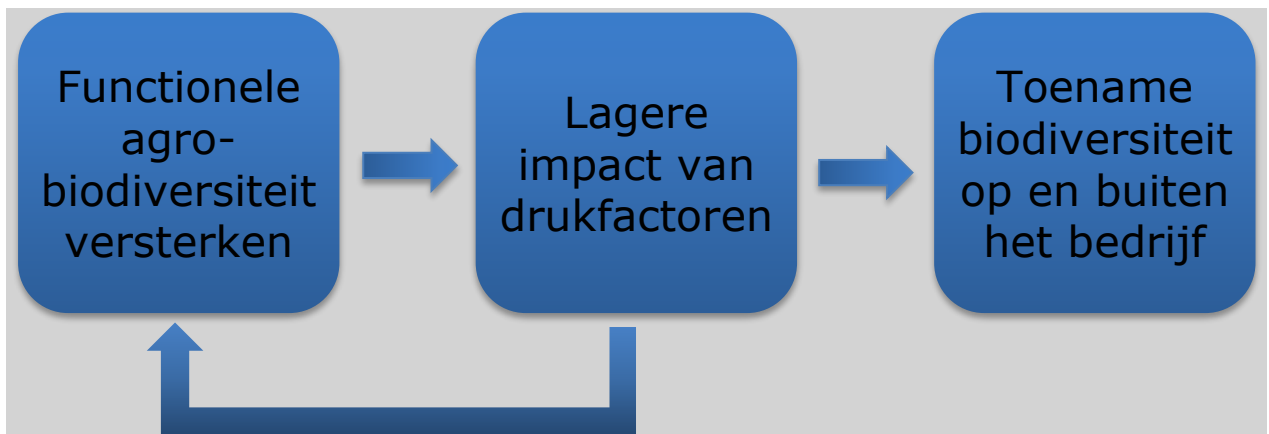 Functionele
agro-
biodiversiteit
versterken
Lagere
impact van
drukfactoren
Toename
biodiversiteit
op en buiten
het bedrijf